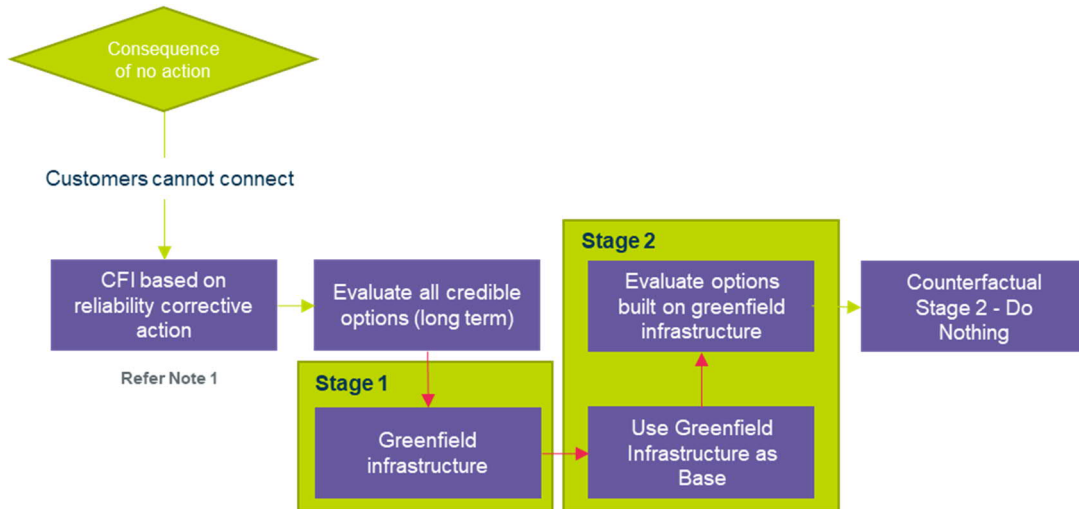 Consequence
of no action
Customers cannot connect
CFI based on
reliability corrective
action
Refer Note 1
Evaluate all credible
options (long term)
Stage 1
Greenfield
infrastructure
Stage 2
Evaluate options
built on greenfield
infrastructure
Use Greenfield
Infrastructure as
Base
Counterfactual
Stage 2 - Do
Nothing